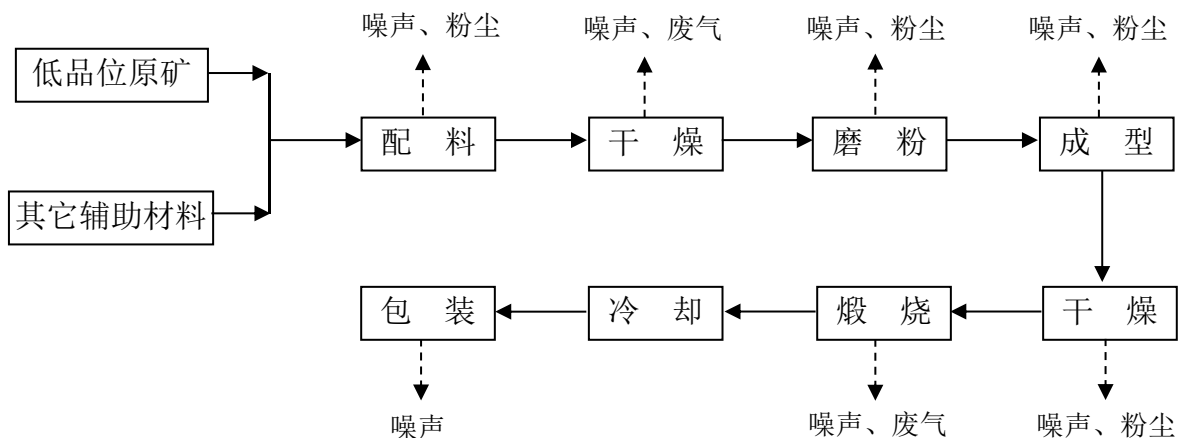 噪声、粉尘
噪声、废气
噪声、粉尘
噪声、粉尘
低品位原矿
配 料
干 燥
磨 粉
成 型
其它辅助材料
包 装
冷 却
煅 烧
干 燥
噪声
噪声、废气
噪声、粉尘